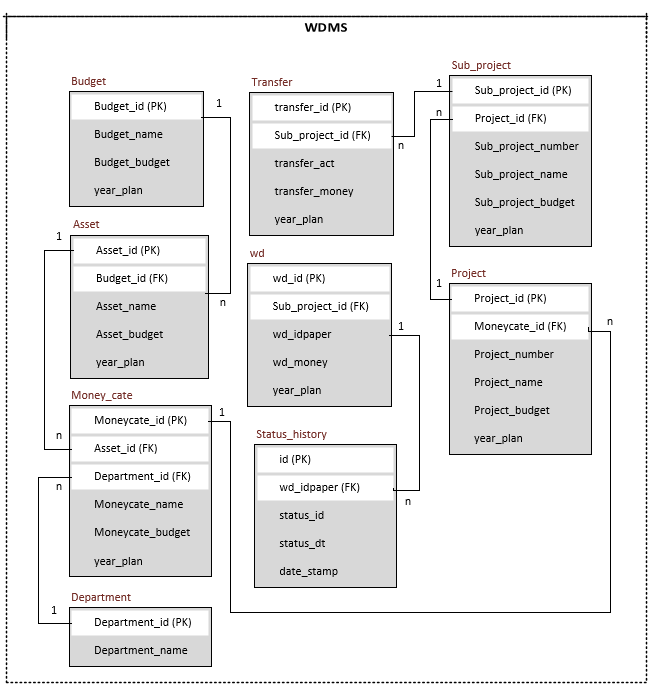 WDMS
Budget
Budget_id (PK)
Budget_name
Budget_budget
year_plan
1
n
Asset
Asset_id (PK)
Budget_id (FK)
Asset_name
Asset_budget
year_plan
1
n
Money_cate
Moneycate_id (PK)
Asset_id (FK)
Department_id (FK)
Moneycate_name
Moneycate_budget
year_plan
1
n
1
Department
Department_id (PK)
Department_name
Transfer
transfer_id (PK)
Sub_project_id (FK)
transfer_act
transfer_money
year_plan
n
wd
wd_id (PK)
Sub_project_id (FK)
wd_idpaper
wd_money
year_plan
1
Status_history
id (PK)
wd_idpaper (FK)
status_id
status_dt
date_stamp
n
Sub_project
1
Sub_project_id (PK)
n
Project_id (FK)
Sub_project_number
Sub_project_name
Sub_project_budget
year_plan
Project
1
Project_id (PK)
Moneycate_id (FK)
n
Project_number
Project_name
Project_budget
year_plan